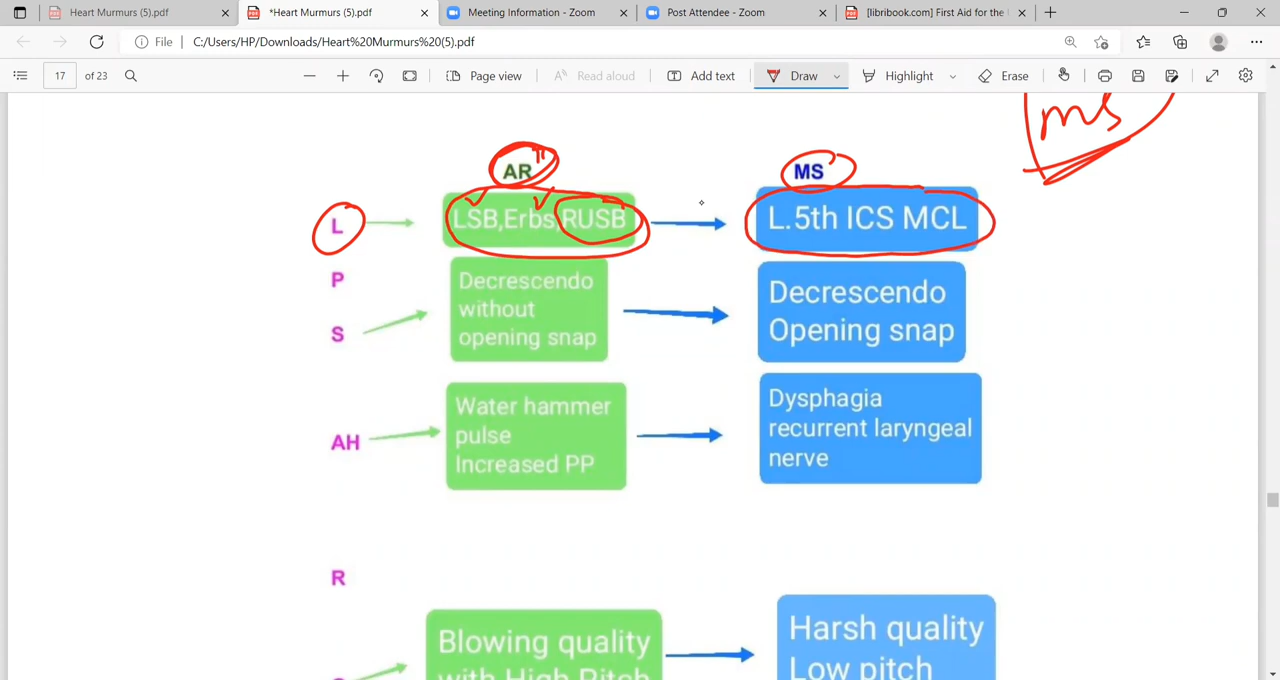 Heart Murmurs (5).pdf
*Heart Murmurs (5).pdf
Meeting Information - Zoom
Post Attendee - Zoom
[libribook.com] First Aid for the
File
C:/Users/HP/Downloads/Heart%20Murmurs%20(5).pdf
17
of 23
Page view
Read aloud
Add text
Draw
Highlight
Erase
ms
AR
MS
L
LSB,Erbs,RUSB
L.5th ICS MCL
P
S
Decrescendo
without
opening snap
Decrescendo
Opening snap
AH
Water hammer
pulse
Increased PP
Dysphagia
recurrent laryngeal
nerve
R
Blowing quality
with High Pitch
Harsh quality
Low pitch